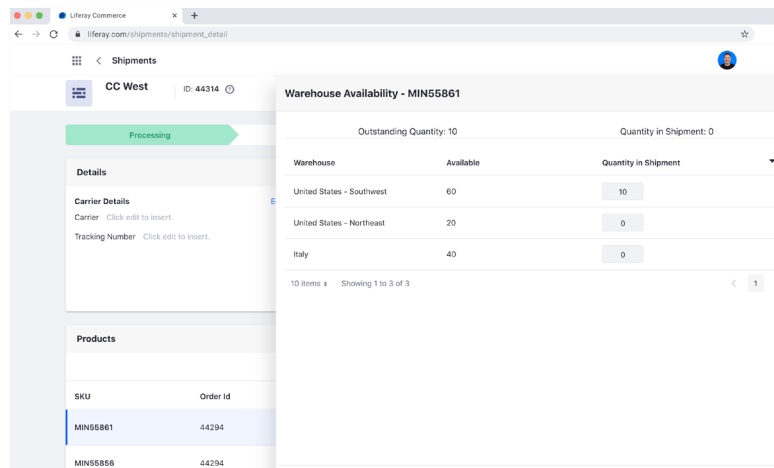 Liferay Commerce
liferay.com/shipments/shipment_detail
Shipments
CC West
ID: 44314
Processing
Details
Carrier Details
Carrier Click edit to insert.
Tracking Number Click edit to insert.
Products
SKU Order Id
MIN55861 44294
MIN55856 44294
Warehouse Availability - MIN55861
Outstanding Quantity: 10 Quantity in Shipment: 0
Warehouse Available Quantity in Shipment
United States - Southwest 60 10
United States - Northeast 20 0
Italy 40 0
10 items Showing 1 to 3 of 3
1